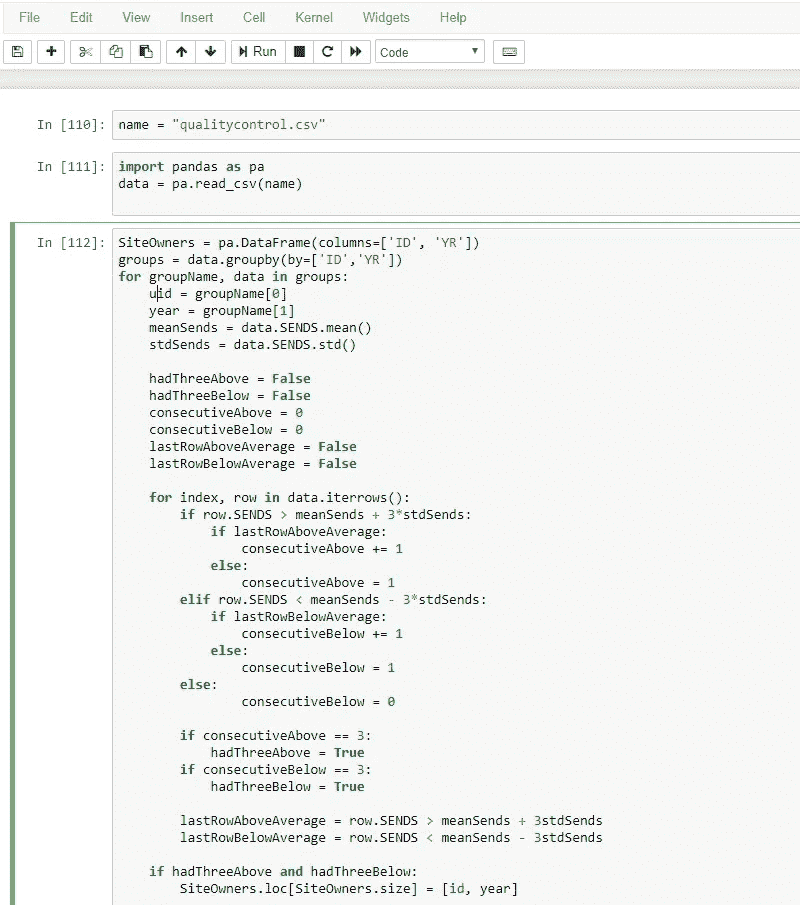 File Edit View Insert Cell Kernel Widgets Help
Run Code
In [110]: name = "qualitycontrol.csv"
In [111]: import pandas as pa
data = pa.read_csv(name)
In [112]: SiteOwners = pa.DataFrame(columns=['ID', 'YR'])
groups = data.groupby(by=['ID','YR'])
for groupName, data in groups:
    uid = groupName[0]
    year = groupName[1]
    meanSends = data.SENDS.mean()
    stdSends = data.SENDS.std()
    hadThreeAbove = False
    hadThreeBelow = False
    consecutiveAbove = 0
    consecutiveBelow = 0
    lastRowAboveAverage = False
    lastRowBelowAverage = False
    for index, row in data.iterrows():
        if row.SENDS > meanSends + 3*stdSends:
            if lastRowAboveAverage:
                consecutiveAbove += 1
            else:
                consecutiveAbove = 1
        elif row.SENDS < meanSends - 3*stdSends:
            if lastRowBelowAverage:
                consecutiveBelow += 1
            else:
                consecutiveBelow = 1
        else:
                consecutiveBelow = 0
        if consecutiveAbove == 3:
            hadThreeAbove = True
        if consecutiveBelow == 3:
            hadThreeBelow = True
        lastRowAboveAverage = row.SENDS > meanSends + 3stdSends
        lastRowBelowAverage = row.SENDS < meanSends - 3stdSends
    if hadThreeAbove and hadThreeBelow:
        SiteOwners.loc[SiteOwners.size] = [id, year]